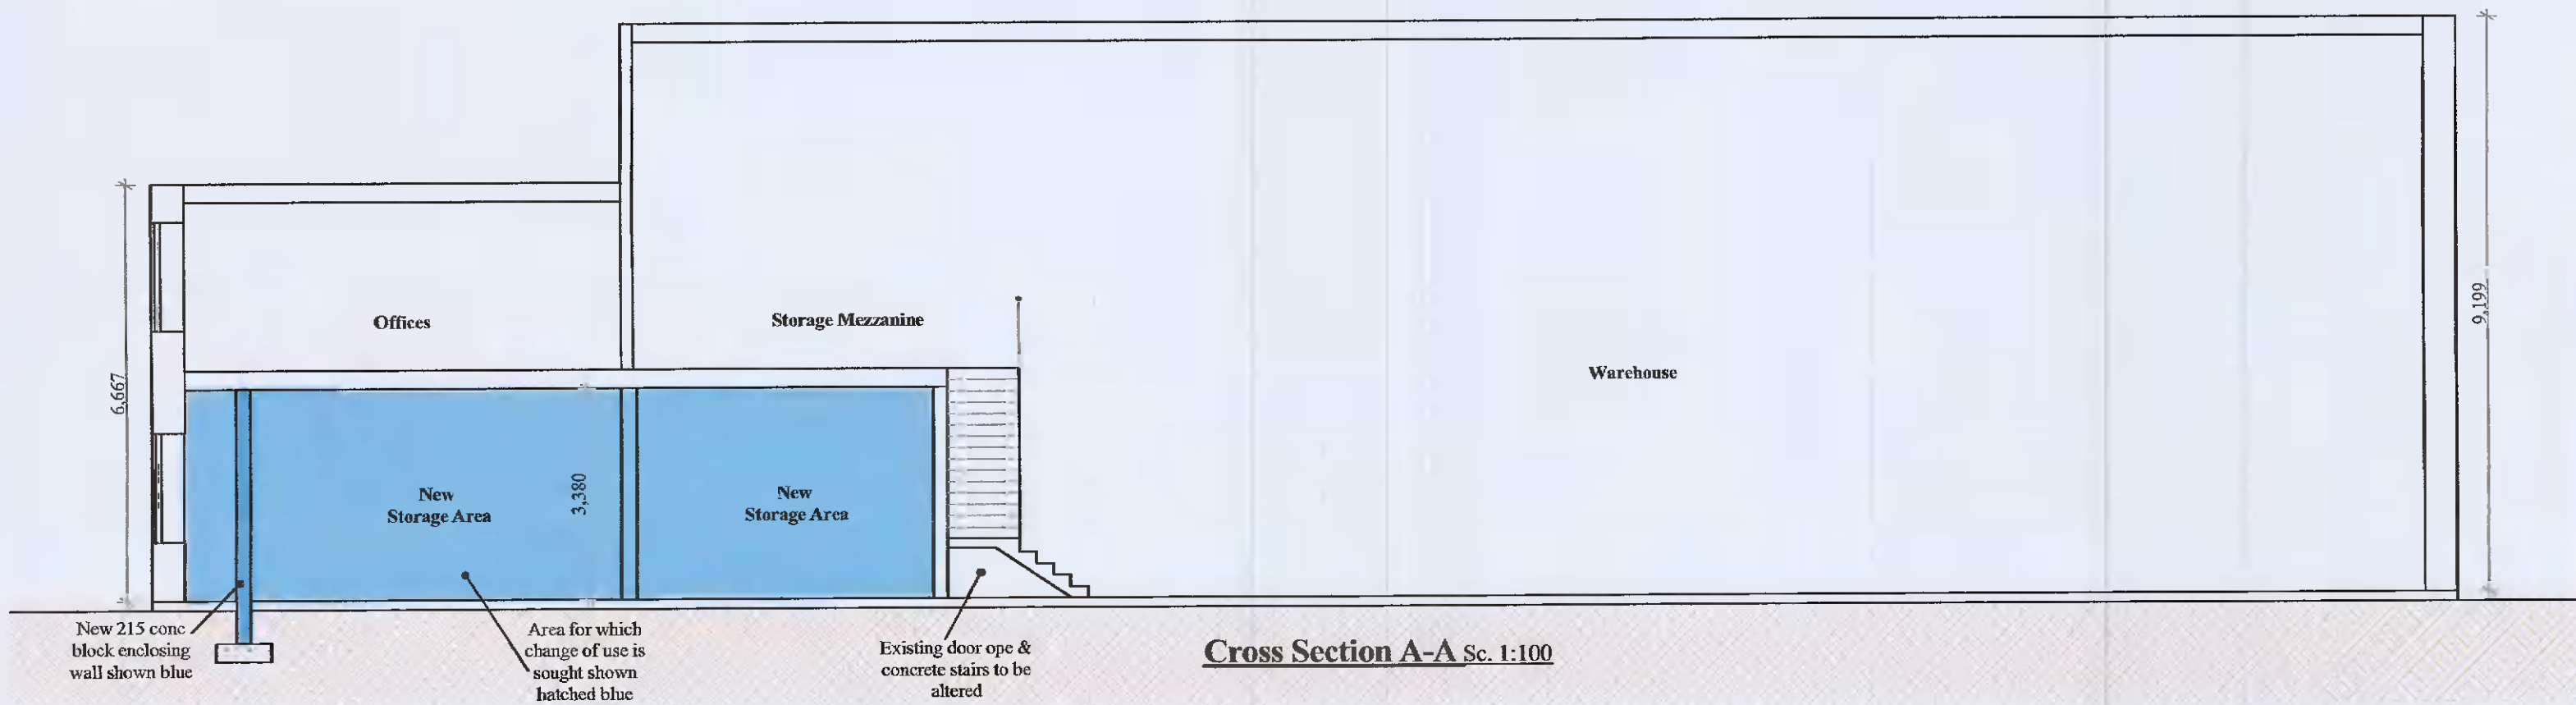 9,199
Offices
Storage Mezzanine
Warehouse
6,667
New
Storage Area
3,380
New
Storage Area
New 215 conc
block enclosing
wall shown blue
Area for which
change of use is
sought shown
hatched blue
Existing door ope &
concrete stairs to be
altered
Cross Section A-A Sc. 1:100